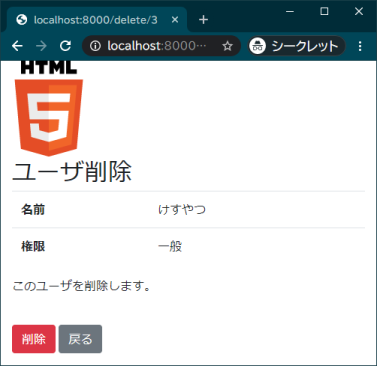 localhost:8000/delete/3
localhost:8000…
シークレット
HTML
5
ユーザ削除
名前 けすやつ
権限 一般
このユーザを削除します。
削除 戻る